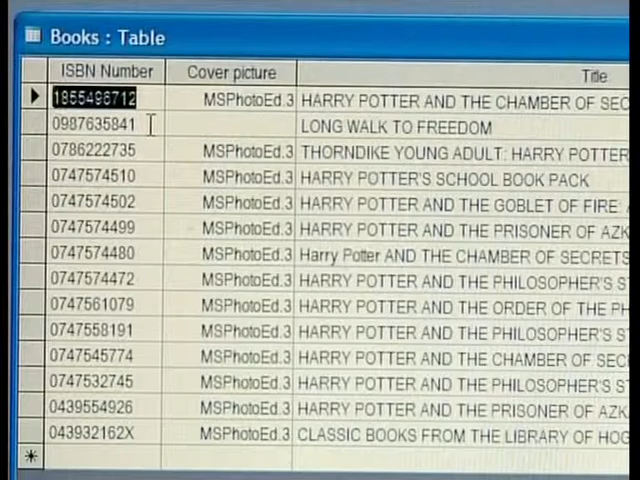 Books : Table
ISBN Number Cover picture Title
1855496712 MSPhotoEd.3 HARRY POTTER AND THE CHAMBER OF SEC
0987635841 LONG WALK TO FREEDOM
0786222735 MSPhotoEd.3 THORNDIKE YOUNG ADULT: HARRY POTTER
0747574510 MSPhotoEd.3 HARRY POTTER'S SCHOOL BOOK PACK
0747574502 MSPhotoEd.3 HARRY POTTER AND THE GOBLET OF FIRE:
0747574499 MSPhotoEd.3 HARRY POTTER AND THE PRISONER OF AZK
0747574480 MSPhotoEd.3 Harry Potter AND THE CHAMBER OF SECRETS
0747574472 MSPhotoEd.3 HARRY POTTER AND THE PHILOSOPHER'S ST
0747561079 MSPhotoEd.3 HARRY POTTER AND THE ORDER OF THE PH
0747558191 MSPhotoEd.3 HARRY POTTER AND THE PHILOSOPHER'S ST
0747545774 MSPhotoEd.3 HARRY POTTER AND THE CHAMBER OF SEC
0747532745 MSPhotoEd.3 HARRY POTTER AND THE PHILOSOPHER'S ST
0439554926 MSPhotoEd.3 HARRY POTTER AND THE PRISONER OF AZK
043932162X MSPhotoEd.3 CLASSIC BOOKS FROM THE LIBRARY OF HOG